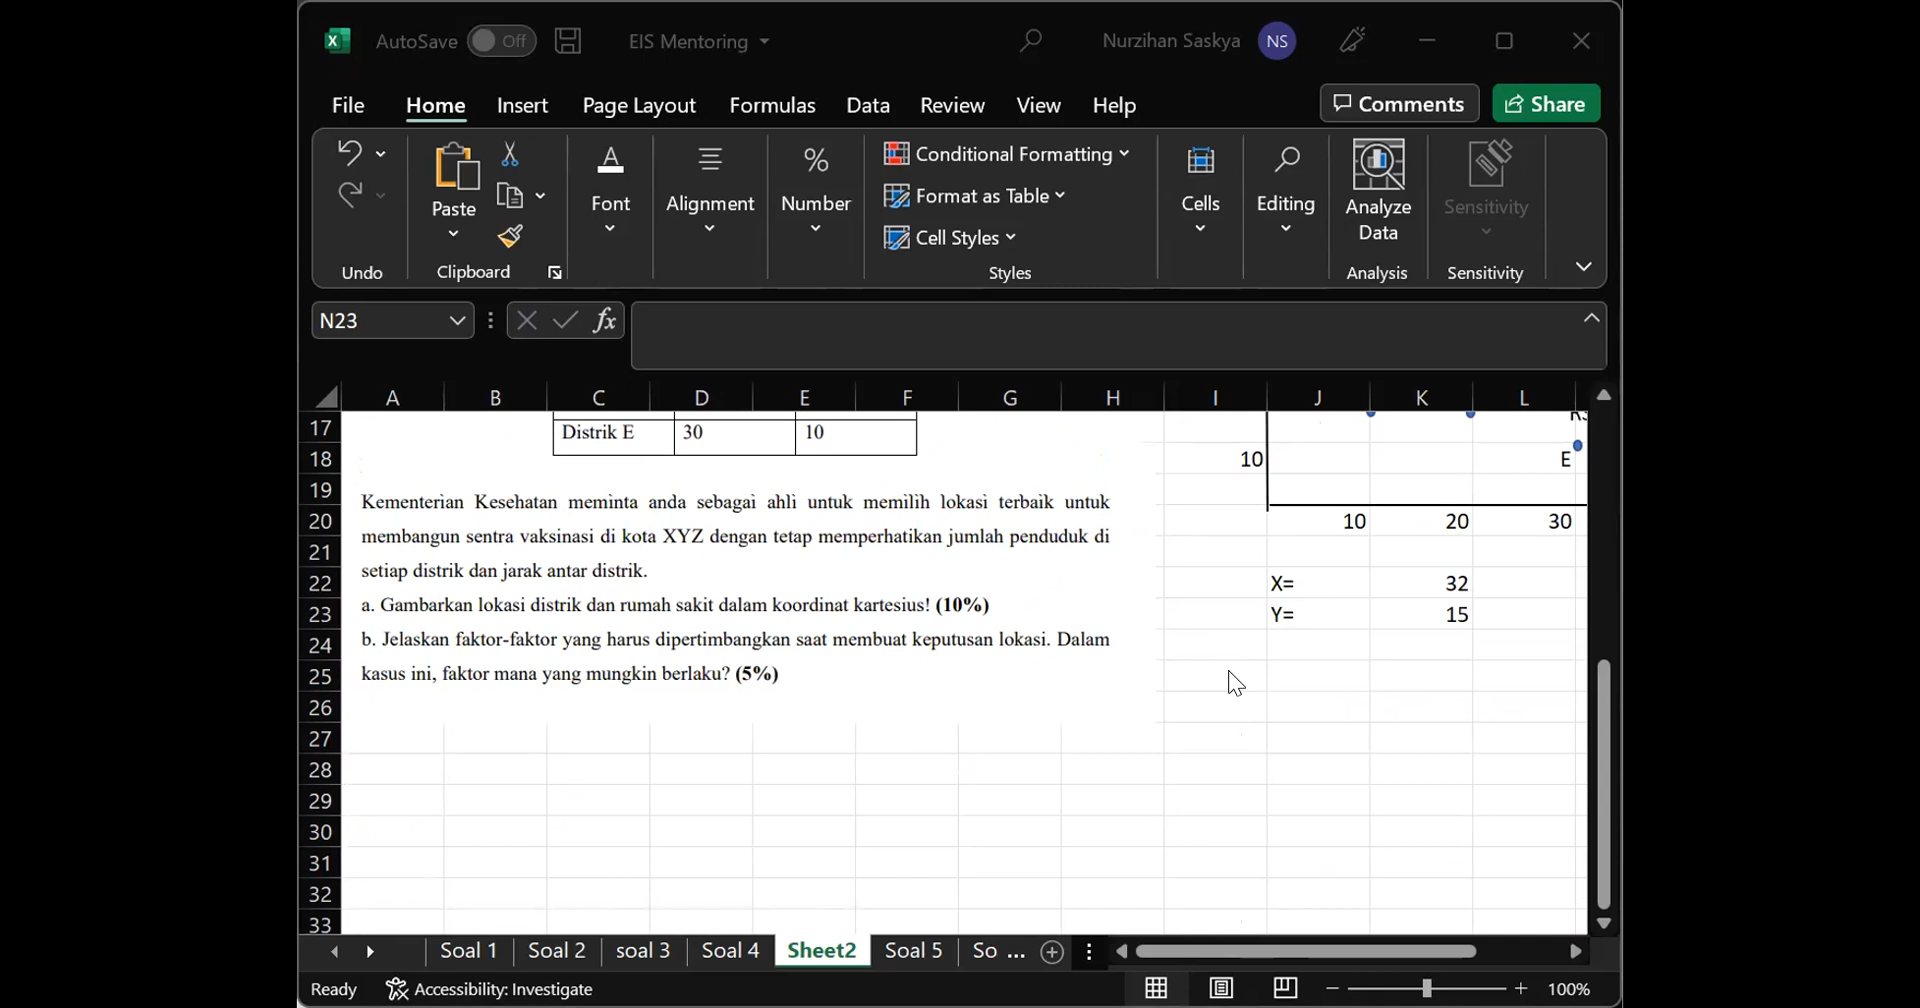 AutoSave Off EIS Mentoring Nurzihan Saskya NS
File Home Insert Page Layout Formulas Data Review View Help Comments Share
Undo
Paste
Clipboard
Font
Alignment
%
Number
Conditional Formatting
Format as Table
Cell Styles
Styles
Cells
Editing
Analyze
Data
Analysis
Sensitivity
Sensitivity
N23 fx
A B C D E F G H I J K L
17
18
19
20
21
22
23
24
25
26
27
28
29
30
31
32
33
Distrik E 30 10
Kementerian Kesehatan meminta anda sebagai ahli untuk memilih lokasi terbaik untuk
membangun sentra vaksinasi di kota XYZ dengan tetap memperhatikan jumlah penduduk di
setiap distrik dan jarak antar distrik.
a. Gambarkan lokasi distrik dan rumah sakit dalam koordinat kartesius! (10%)
b. Jelaskan faktor-faktor yang harus dipertimbangkan saat membuat keputusan lokasi. Dalam
kasus ini, faktor mana yang mungkin berlaku? (5%)
10 E
10 20 30
X= 32
Y= 15
Soal 1 Soal 2 soal 3 Soal 4 Sheet2 Soal 5 So ...
Ready Accessibility: Investigate 100%